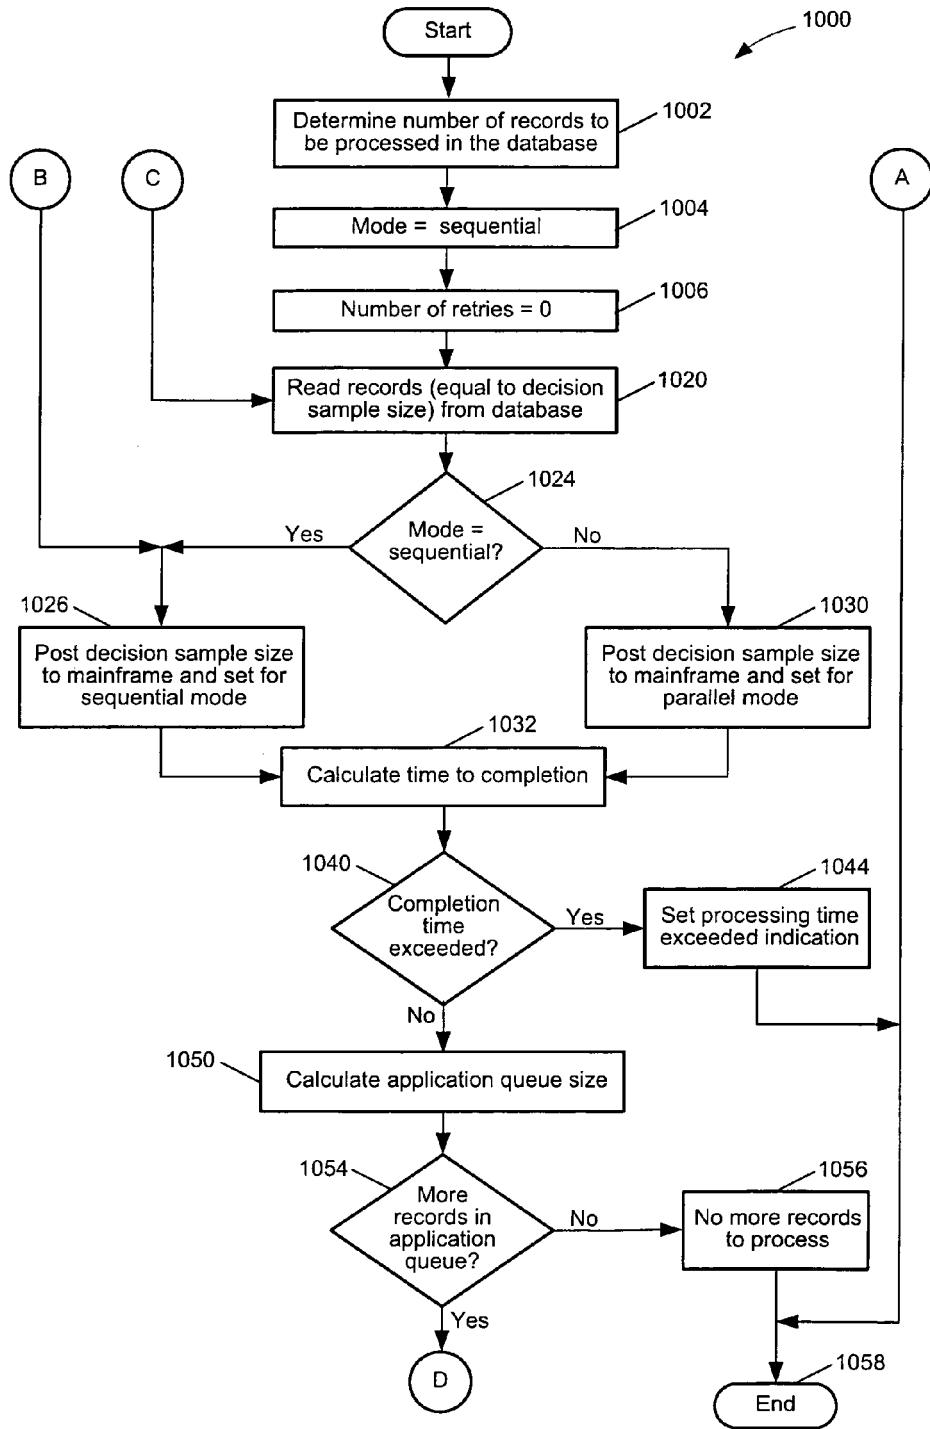 Start
1000
Determine number of records to
be processed in the database
1002
B
C
A
Mode = sequential
1004
Number of retries = 0
1006
Read records (equal to decision
sample size) from database
1020
1024
Mode =
sequential?
Yes
No
1026
Post decision sample size
to mainframe and set for
sequential mode
1030
Post decision sample size
to mainframe and set for
parallel mode
1032
Calculate time to completion
1040
Completion
time
exceeded?
Yes
1044
Set processing time
exceeded indication
No
1050
Calculate application queue size
1054
More
records in
application
queue?
No
1056
No more records
to process
Yes
D
1058
End